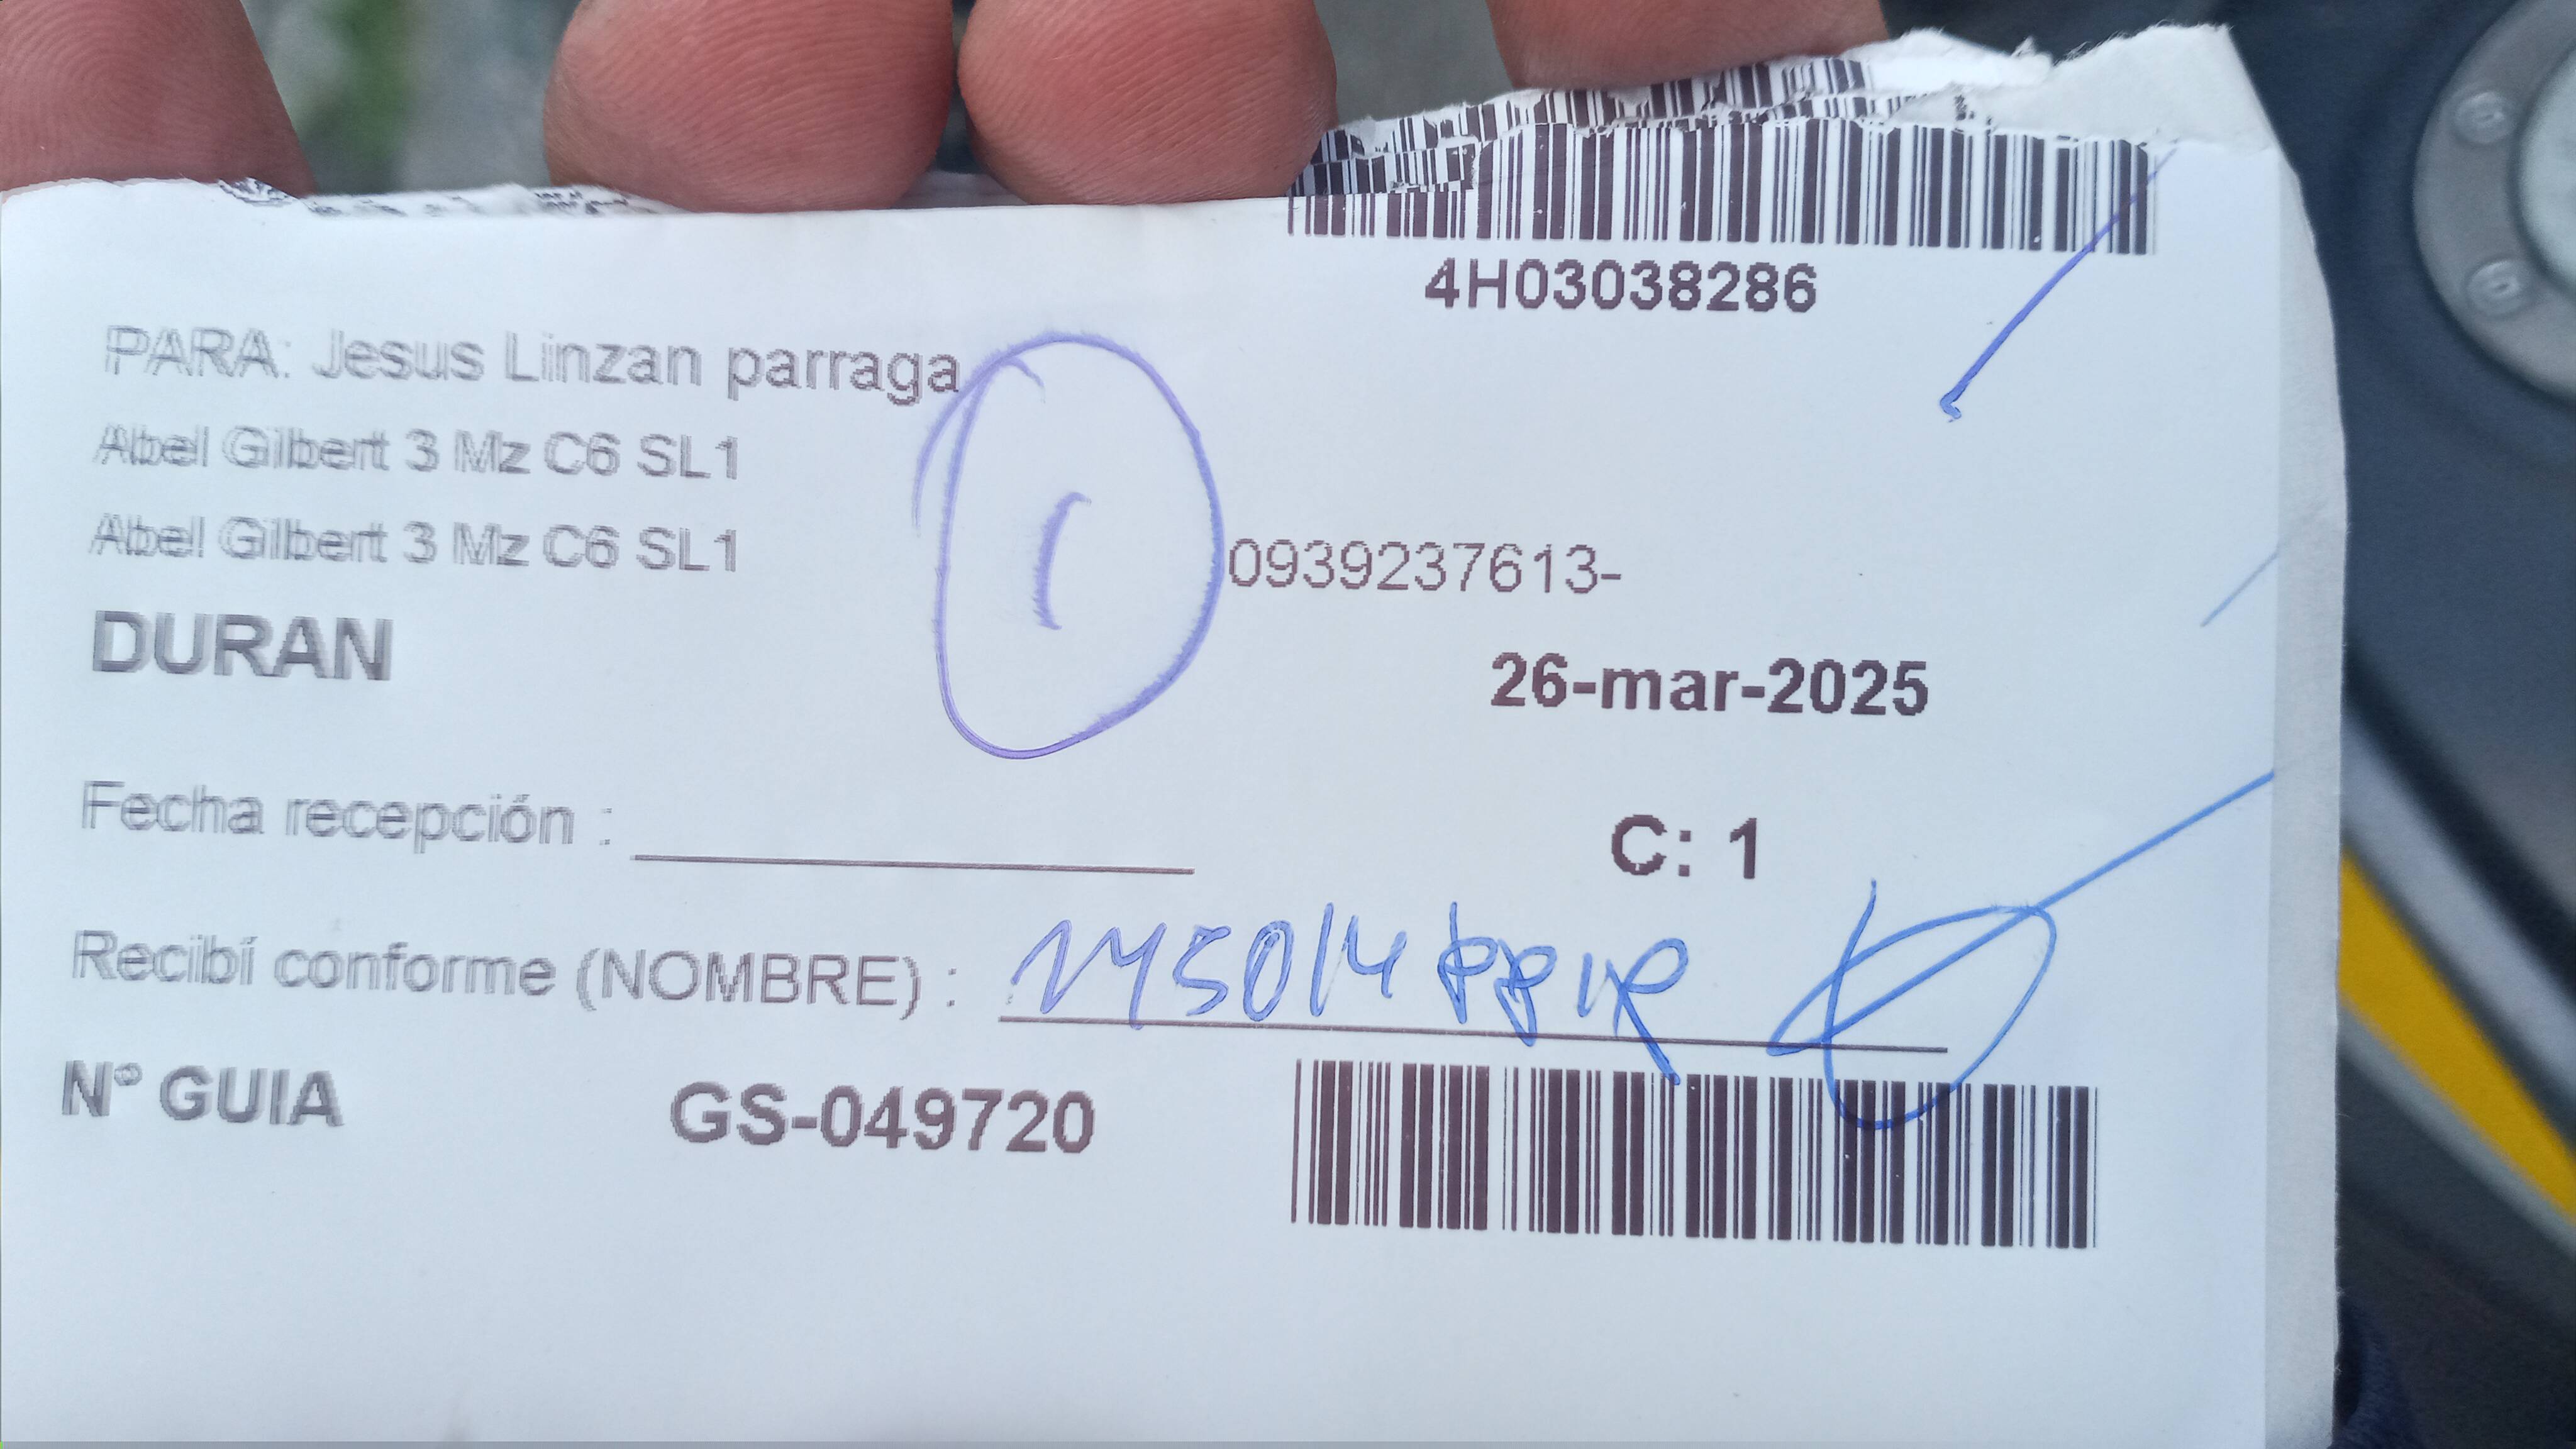 4H03038286
PARA: Jesus Linzan parraga
Abel Gilbert 3 Mz C6 SL1
Abel Gilbert 3 Mz C6 SL1
0939237613-
DURAN
26-mar-2025
Fecha recepción :
C: 1
Recibí conforme (NOMBRE) :
N° GUIA GS-049720